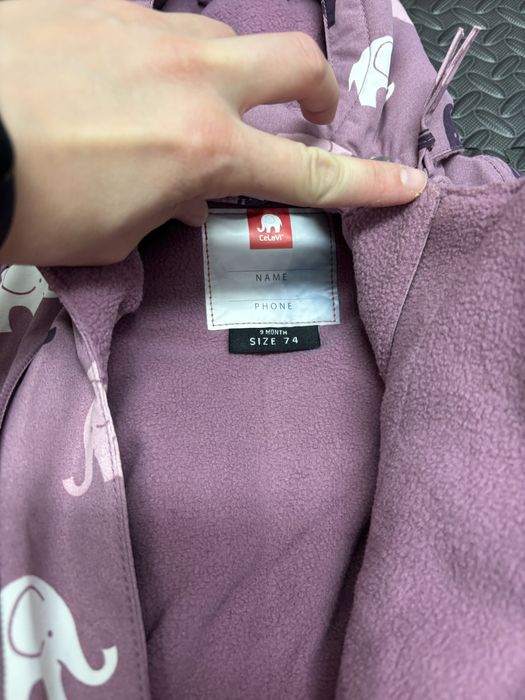 CeLaVi®
NAME
PHONE
9 MONTH
SIZE 74